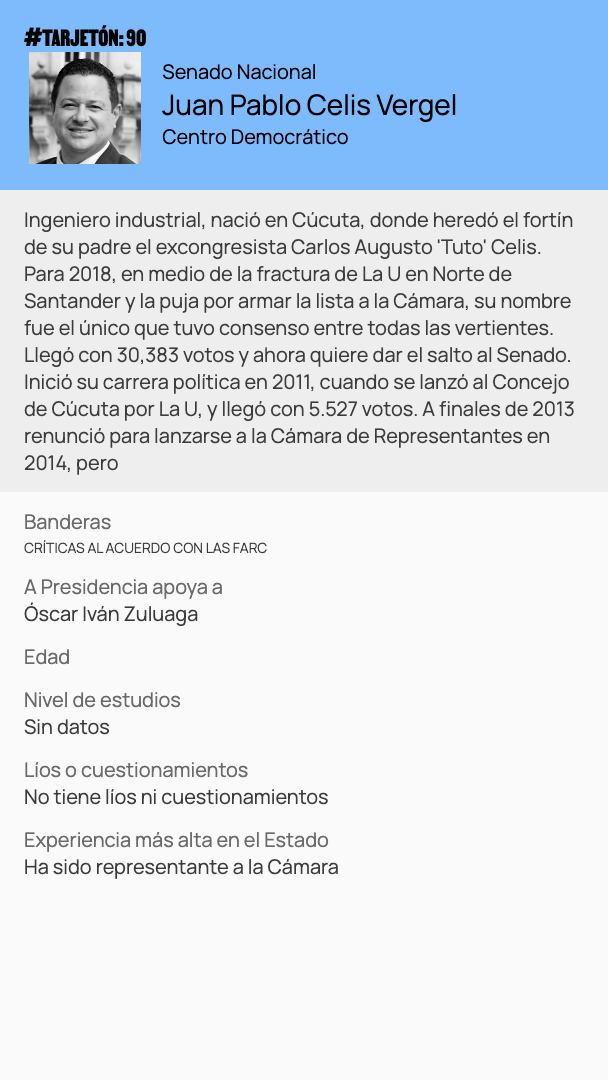 #TARJETÓN: 90
Senado Nacional
Juan Pablo Celis Vergel
Centro Democrático
Ingeniero industrial, nació en Cúcuta, donde heredó el fortín
de su padre el excongresista Carlos Augusto 'Tuto' Celis.
Para 2018, en medio de la fractura de La U en Norte de
Santander y la puja por armar la lista a la Cámara, su nombre
fue el único que tuvo consenso entre todas las vertientes.
Llegó con 30,383 votos y ahora quiere dar el salto al Senado.
Inició su carrera política en 2011, cuando se lanzó al Concejo
de Cúcuta por La U, y llegó con 5.527 votos. A finales de 2013
renunció para lanzarse a la Cámara de Representantes en
2014, pero
Banderas
CRÍTICAS AL ACUERDO CON LAS FARC
A Presidencia apoya a
Óscar Iván Zuluaga
Edad
Nivel de estudios
Sin datos
Líos o cuestionamientos
No tiene líos ni cuestionamientos
Experiencia más alta en el Estado
Ha sido representante a la Cámara